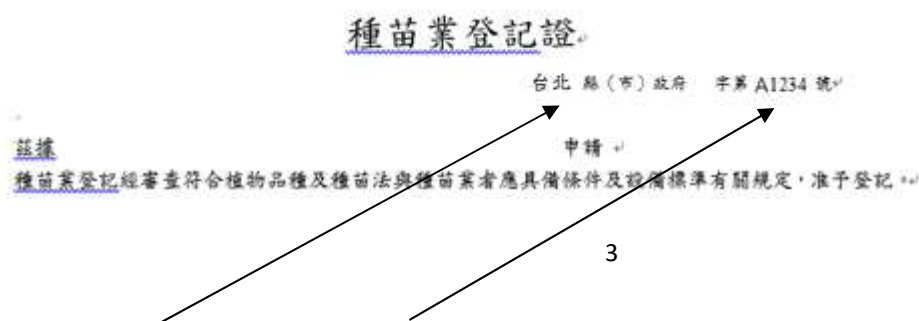 種苗業登記證
台北 縣（市）政府 字第 A1234 號
茲據 申請
種苗業登記經審查符合植物品種及種苗法與種苗業者應具備條件及設備標準有關規定，准予登記。
3